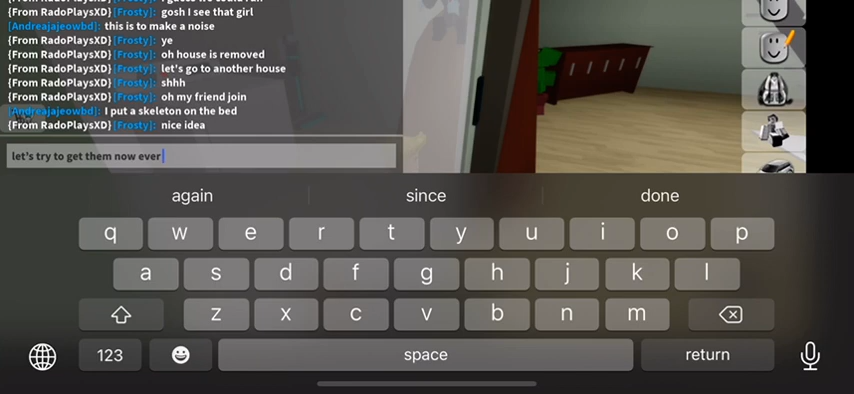 gosh I see that girl
[Andreajajeowbd]: this is to make a noise
{From RadoPlaysXD} [Frosty]: ye
{From RadoPlaysXD} [Frosty]: oh house is removed
{From RadoPlaysXD} [Frosty]: let's go to another house
{From RadoPlaysXD} [Frosty]: shhh
{From RadoPlaysXD} [Frosty]: oh my friend join
[Andreajajeowbd]: I put a skeleton on the bed
{From RadoPlaysXD} [Frosty]: nice idea
let's try to get them now ever
again since done
q w e r t y u i o p
a s d f g h j k l
z x c v b n m
123 space return